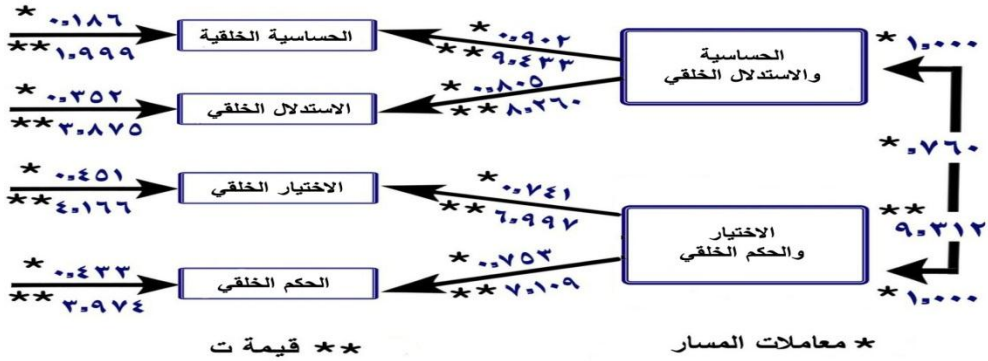 * ١٫٠٠٠
الحساسية
والاستدلال الخلقي
* ٠٫٩٠٢
** ٩٫٤٣٣
الحساسية الخلقية
* ٠٫١٨٦
** ١٫٩٩٩
* ٠٫٨٠٥
** ٨٫٢٦٠
الاستدلال الخلقي
* ٠٫٣٥٢
** ٣٫٨٧٥
* ٫٧٦٠
** ٩٫٣١٢
الاختيار
والحكم الخلقي
* ٠٫٧٤١
** ٦٫٩٩٧
الاختيار الخلقي
* ٠٫٤٥١
** ٤٫١٦٦
* ٠٫٧٥٣
** ٧٫١٠٩
الحكم الخلقي
* ٠٫٤٣٣
** ٣٫٩٧٤
* ١٫٠٠٠
* معاملات المسار
** قيمة ت